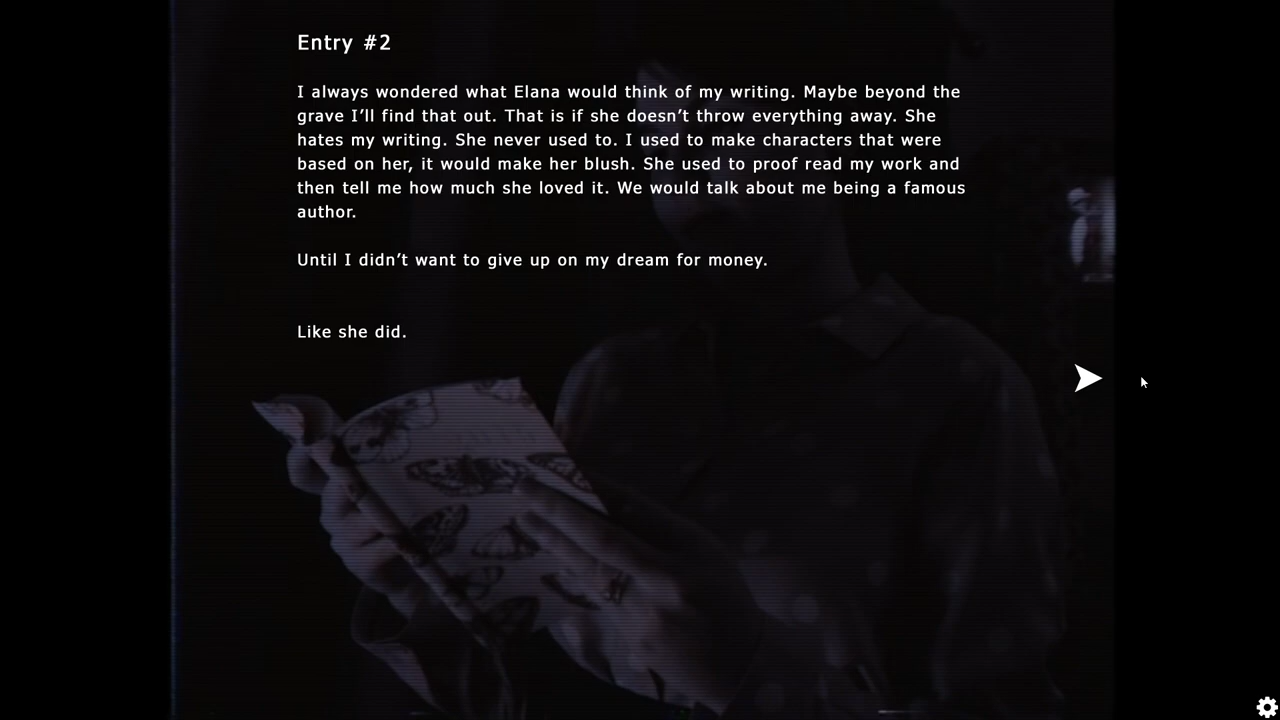 Entry #2
I always wondered what Elana would think of my writing. Maybe beyond the
grave I’ll find that out. That is if she doesn’t throw everything away. She
hates my writing. She never used to. I used to make characters that were
based on her, it would make her blush. She used to proof read my work and
then tell me how much she loved it. We would talk about me being a famous
author.
Until I didn’t want to give up on my dream for money.
Like she did.